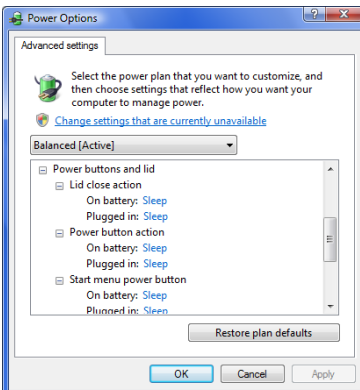 Power Options
Advanced settings
Select the power plan that you want to customize, and
then choose settings that reflect how you want your
computer to manage power.
Change settings that are currently unavailable
Balanced [Active]
Power buttons and lid
Lid close action
On battery: Sleep
Plugged in: Sleep
Power button action
On battery: Sleep
Plugged in: Sleep
Start menu power button
On battery: Sleep
Plugged in: Sleep
Restore plan defaults
OK Cancel Apply